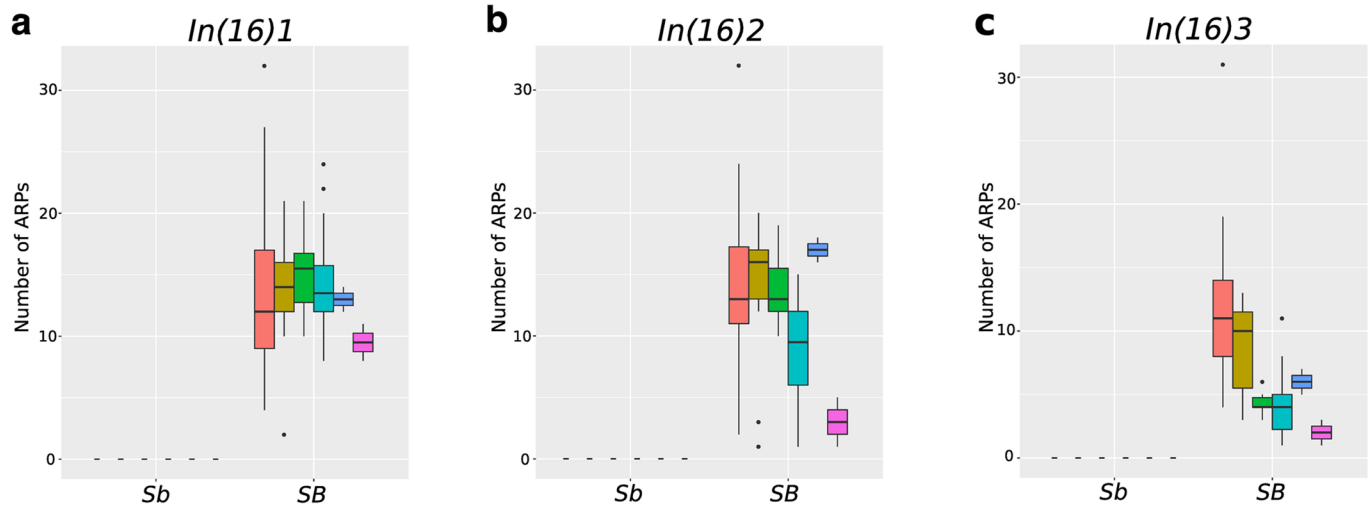 a
In(16)1
Number of ARPs
30
20
10
0
Sb
SB
b
In(16)2
Number of ARPs
30
20
10
0
Sb
SB
c
In(16)3
Number of ARPs
30
20
10
0
Sb
SB